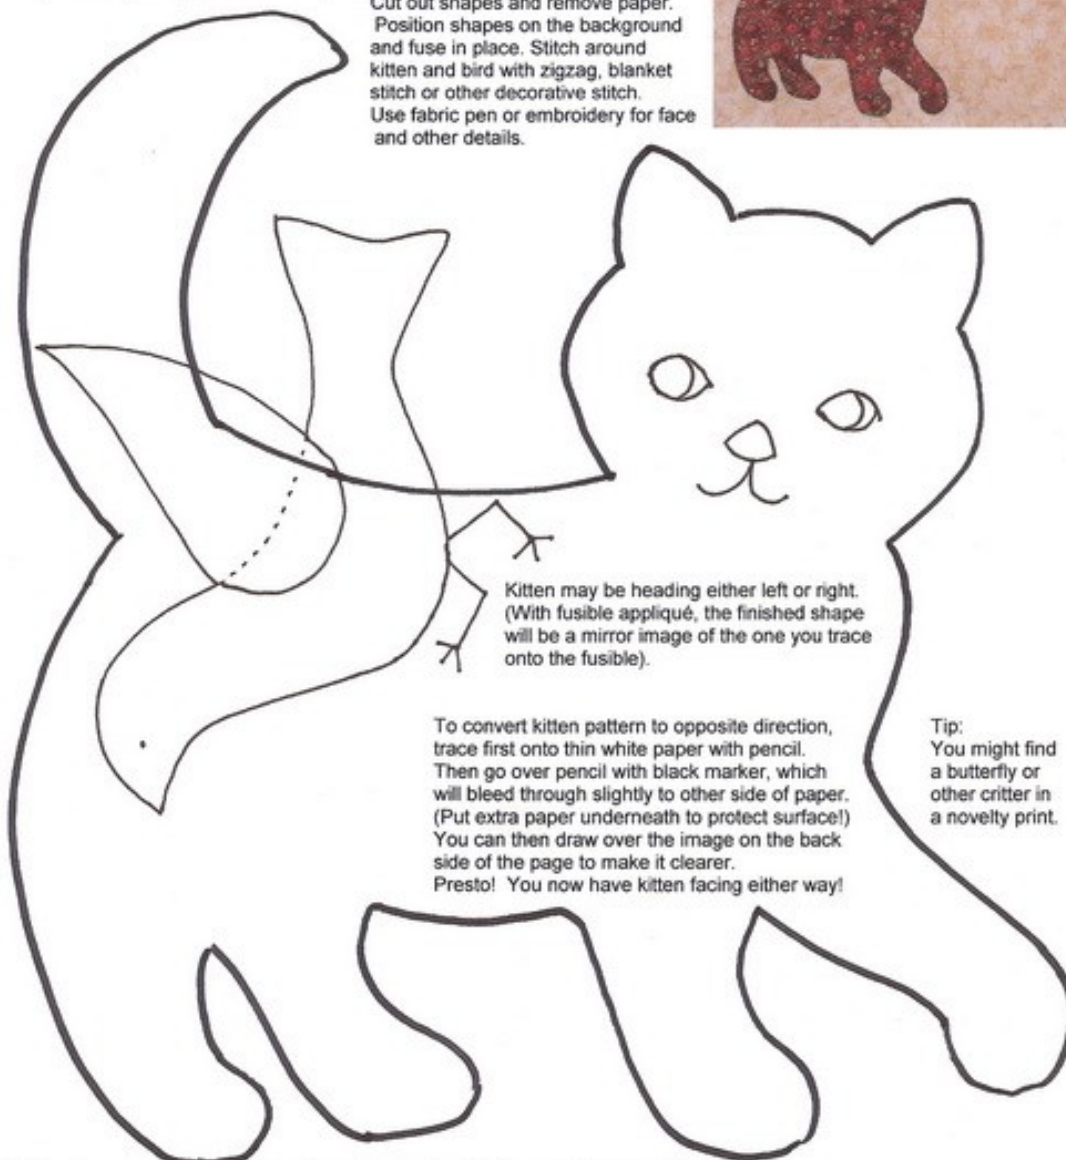 Cut out shapes and remove paper.
Position shapes on the background
and fuse in place. Stitch around
kitten and bird with zigzag, blanket
stitch or other decorative stitch.
Use fabric pen or embroidery for face
and other details.
Kitten may be heading either left or right.
(With fusible appliqué, the finished shape
will be a mirror image of the one you trace
onto the fusible).
To convert kitten pattern to opposite direction,
trace first onto thin white paper with pencil.
Then go over pencil with black marker, which
will bleed through slightly to other side of paper.
(Put extra paper underneath to protect surface!)
You can then draw over the image on the back
side of the page to make it clearer.
Presto! You now have kitten facing either way!
Tip:
You might find
a butterfly or
other critter in
a novelty print.